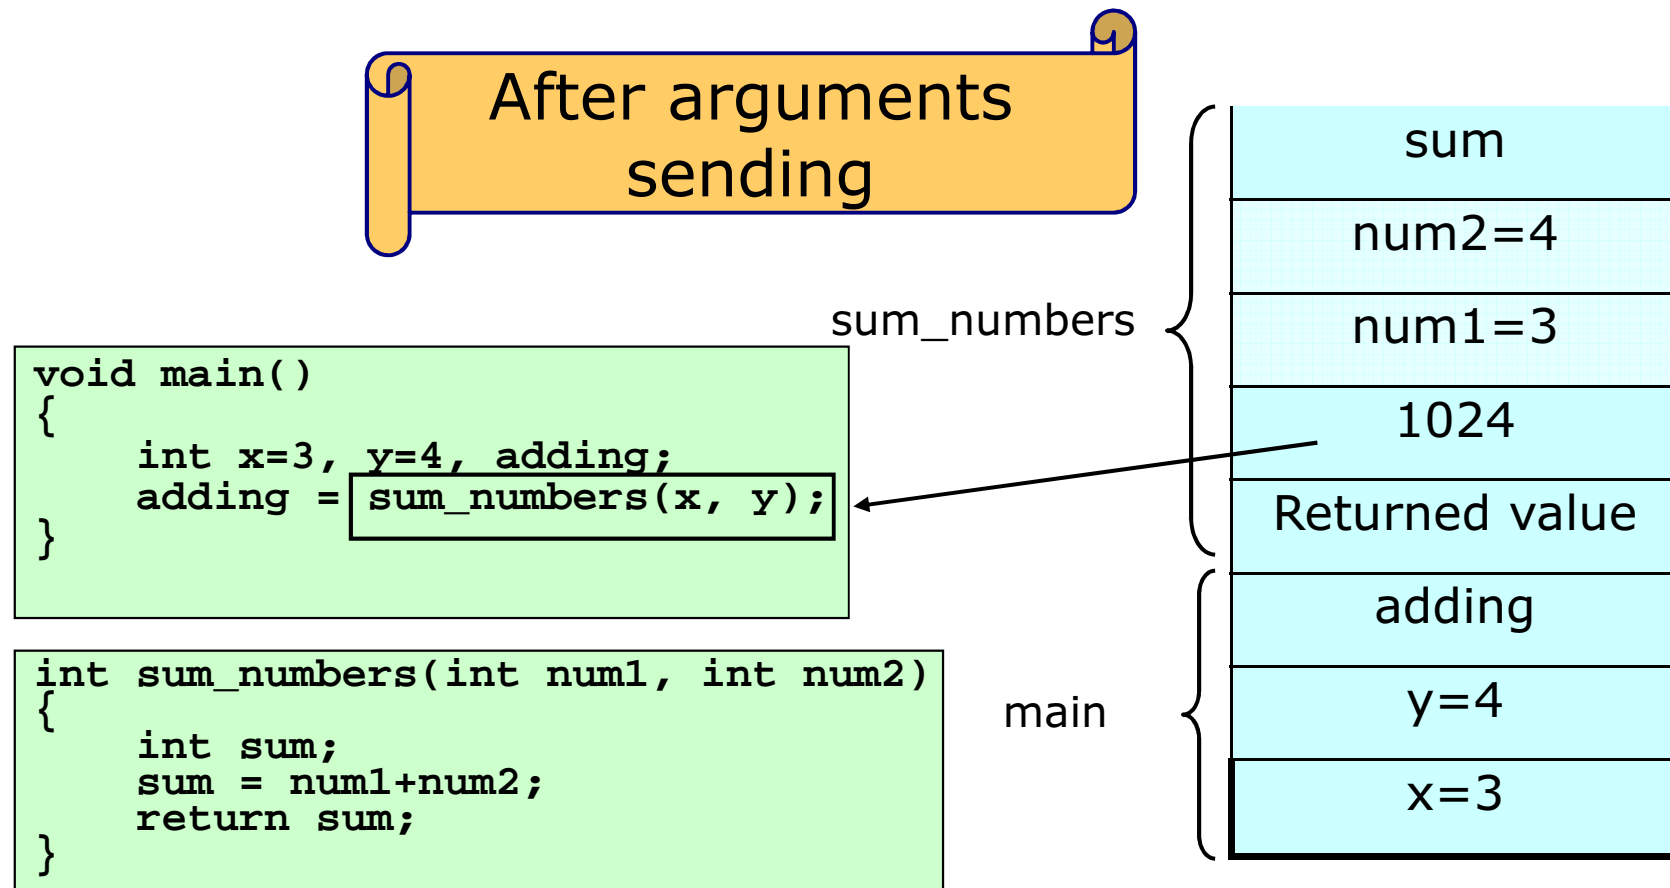 After arguments
sending
void main()
{
int x=3, y=4, adding;
adding = sum_numbers(x, y);
}
int sum_numbers(int num1, int num2)
{
int sum;
sum = num1+num2;
return sum;
}
sum_numbers
main
sum
num2=4
num1=3
1024
Returned value
adding
y=4
x=3